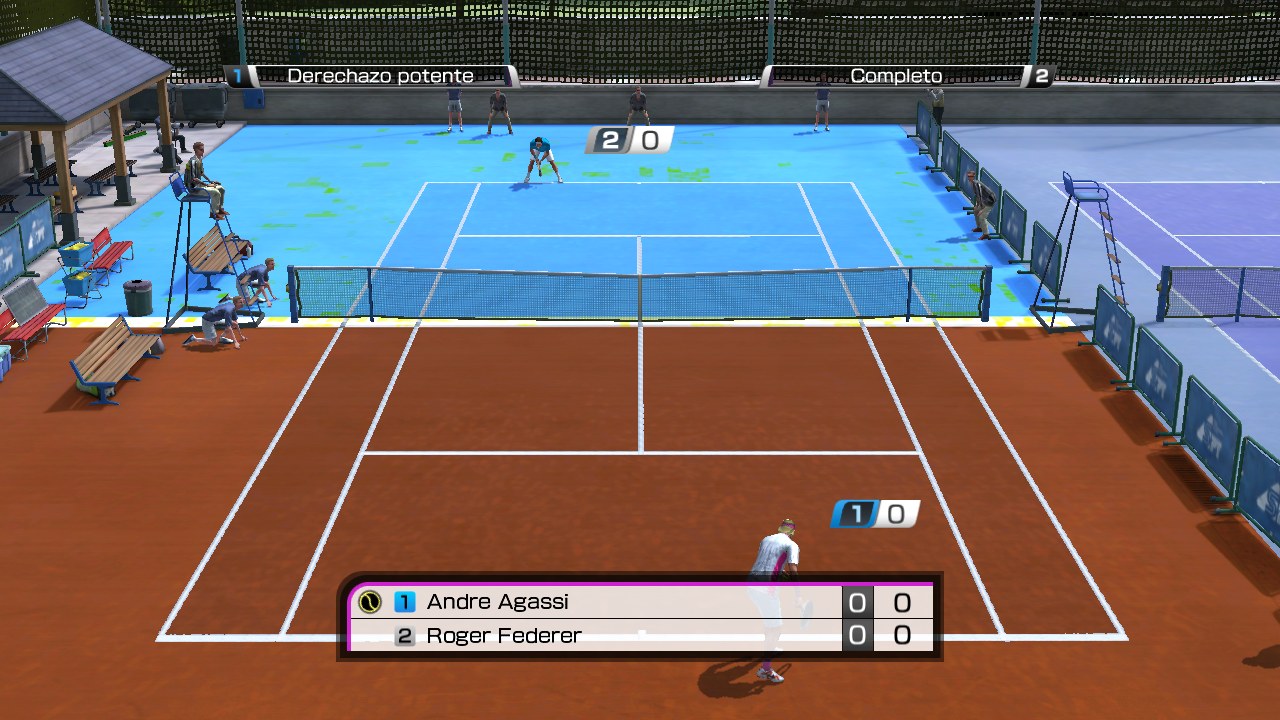 1 Derechazo potente
Completo 2
2 0
1 0
1 Andre Agassi 0 0
2 Roger Federer 0 0